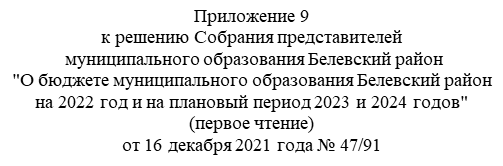 Приложение 9
к решению Собрания представителей
муниципального образования Белевский район
"О бюджете муниципального образования Белевский район
на 2022 год и на плановый период 2023 и 2024 годов"
(первое чтение)
от 16 декабря 2021 года № 47/91